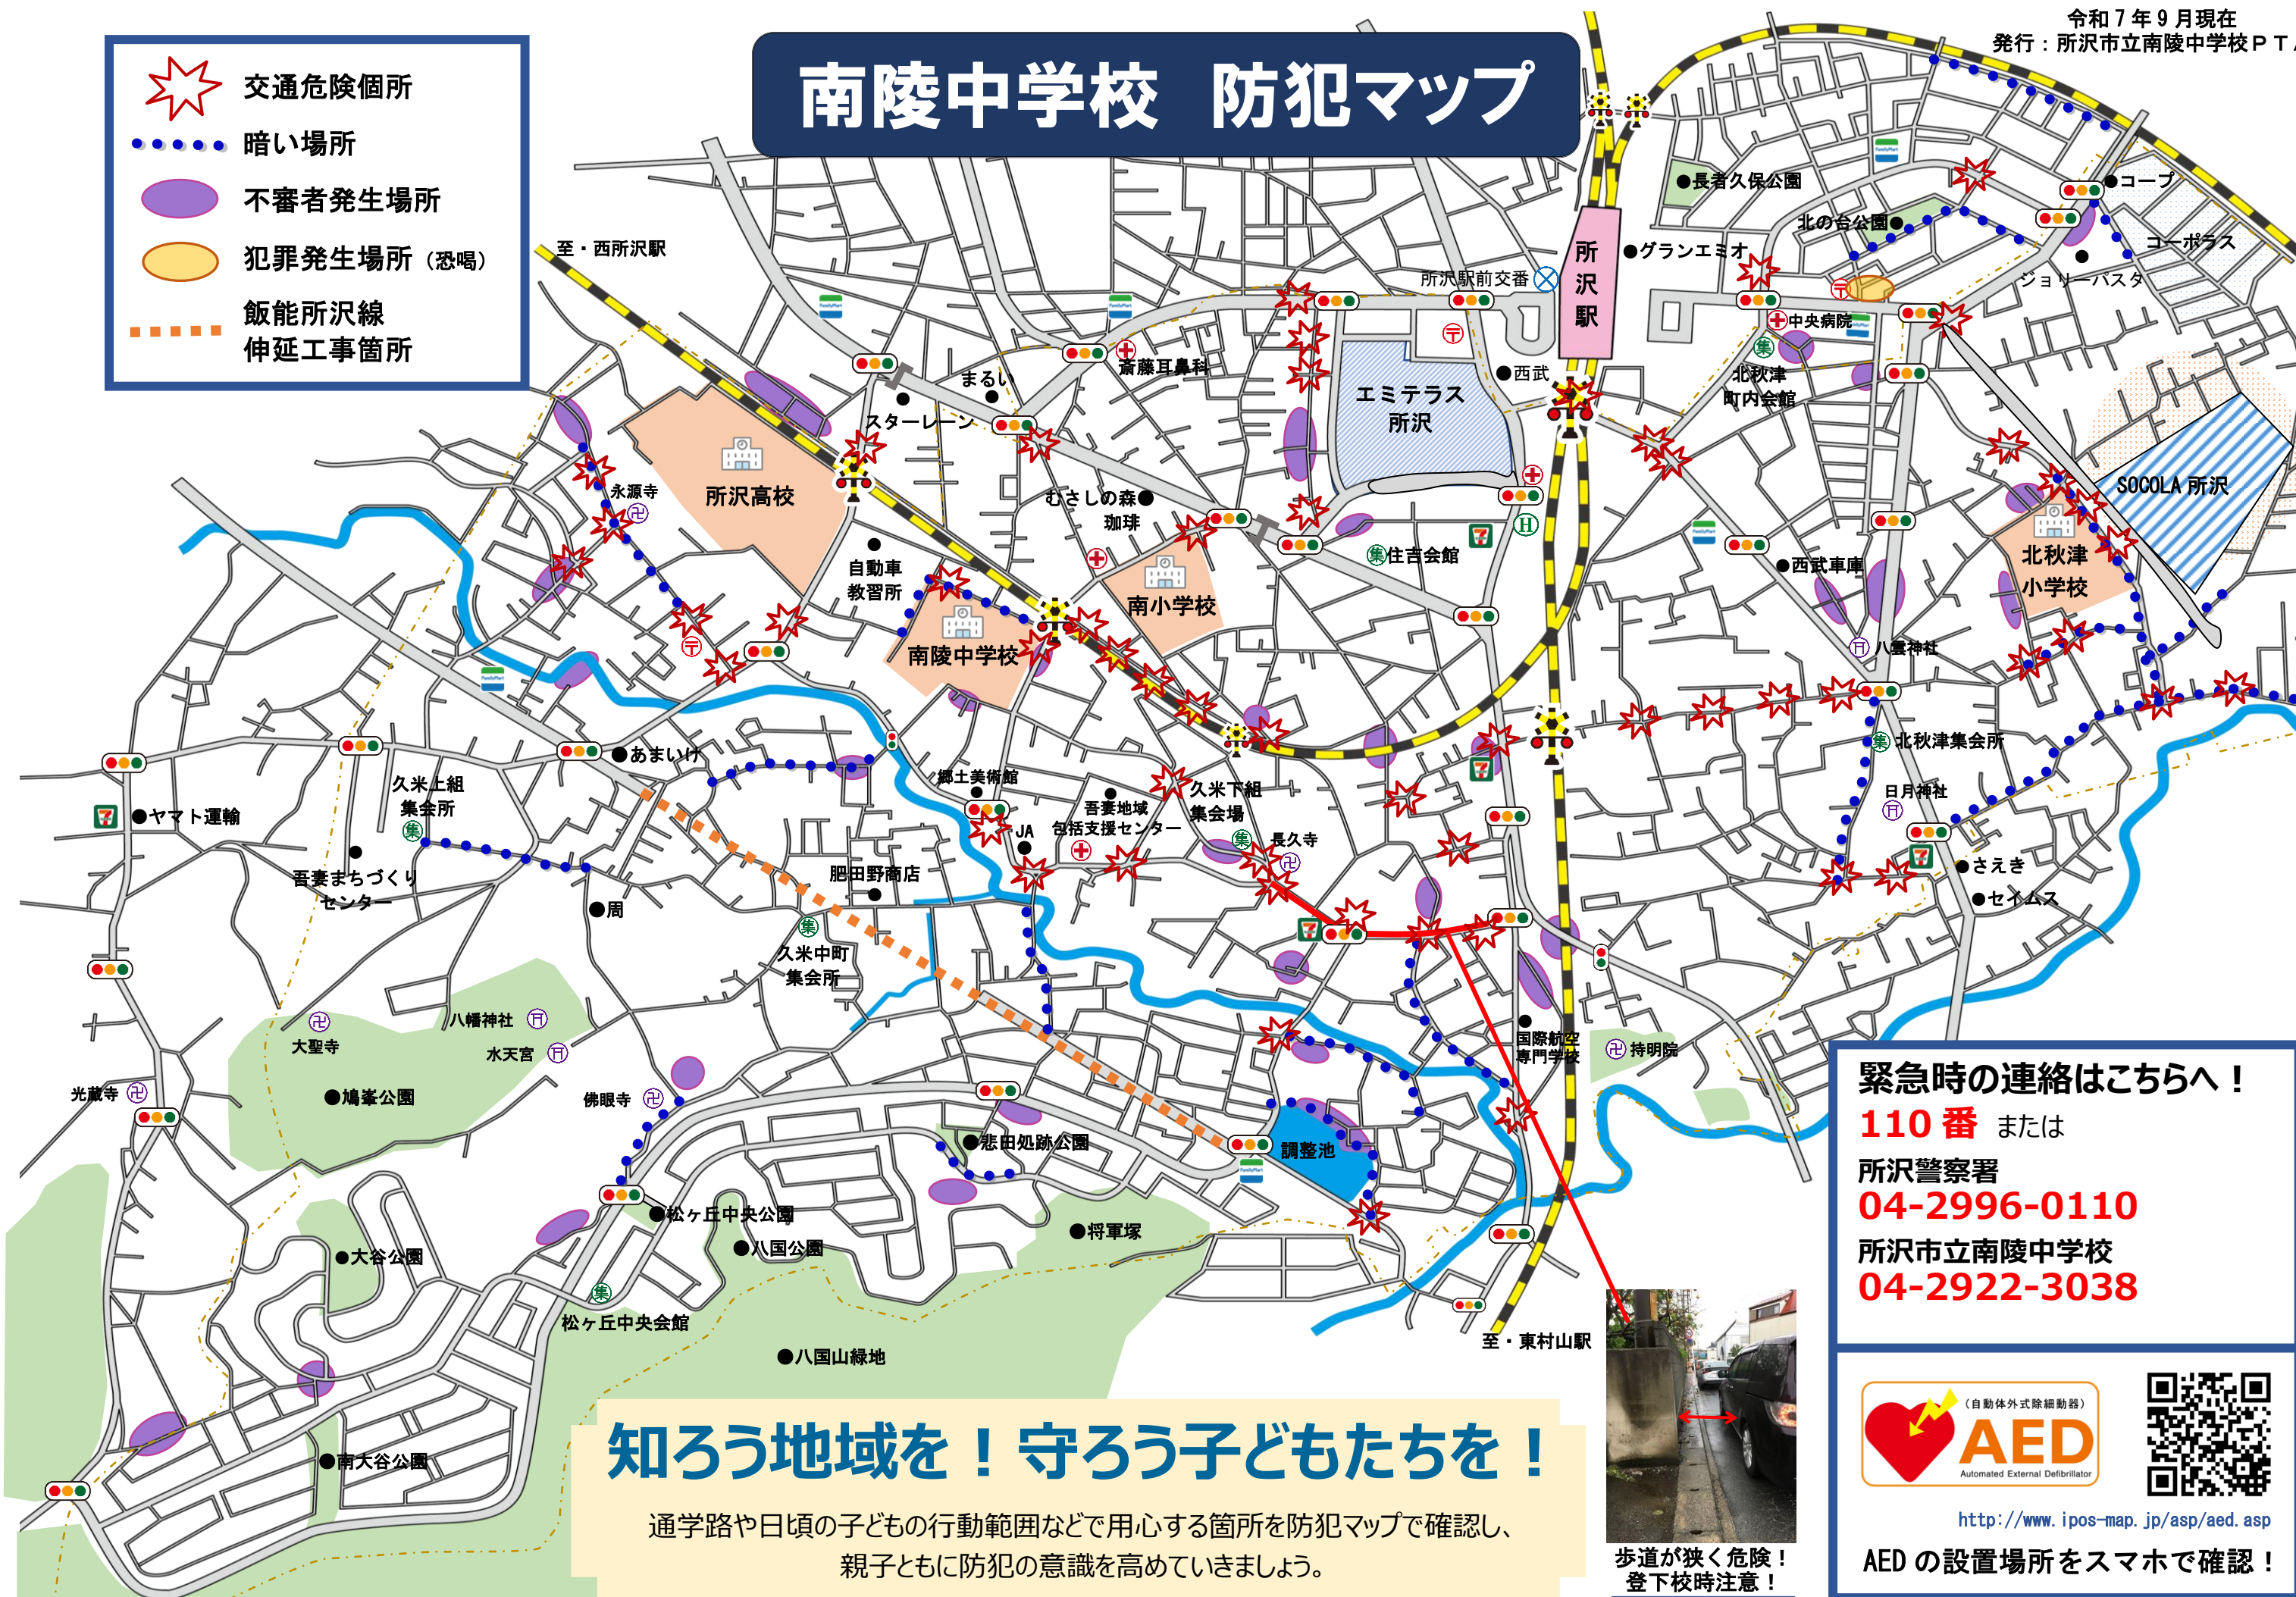 令和７年９月現在
発行：所沢市立南陵中学校ＰＴ
南陵中学校　防犯マップ
交通危険個所
暗い場所
不審者発生場所
犯罪発生場所（恐喝）
飯能所沢線
伸延工事箇所
至・西所沢駅
所沢駅
所沢駅前交番
グランエミオ
長者久保公園
北の台公園
コープ
コーポラス
ジョリーパスタ
中央病院
北秋津
町内会館
西武
エミテラス
所沢
斎藤耳鼻科
まるい
スターレーン
所沢高校
永源寺
むさしの森
珈琲
自動車
教習所
南小学校
南陵中学校
住吉会館
西武車庫
SOCOLA 所沢
北秋津
小学校
八雲神社
北秋津集会所
日月神社
さえき
セイムス
あまいけ
久米上組
集会所
ヤマト運輸
吾妻まちづくり
センター
周
郷土美術館
JA
吾妻地域
包括支援センター
久米下組
集会場
長久寺
肥田野商店
久米中町
集会所
国際航空
専門学校
持明院
八幡神社
水天宮
大聖寺
光蔵寺
鳩峯公園
佛眼寺
悲田処跡公園
調整池
松ヶ丘中央公園
八国公園
将軍塚
大谷公園
松ヶ丘中央会館
八国山緑地
南大谷公園
至・東村山駅
緊急時の連絡はこちらへ！
110 番 または
所沢警察署
04-2996-0110
所沢市立南陵中学校
04-2922-3038
（自動体外式除細動器）
AED
Automated External Defibrillator
http://www.ipos-map.jp/asp/aed.asp
AED の設置場所をスマホで確認！
歩道が狭く危険！
登下校時注意！
知ろう地域を！守ろう子どもたちを！
通学路や日頃の子どもの行動範囲などで用心する箇所を防犯マップで確認し、
親子ともに防犯の意識を高めていきましょう。